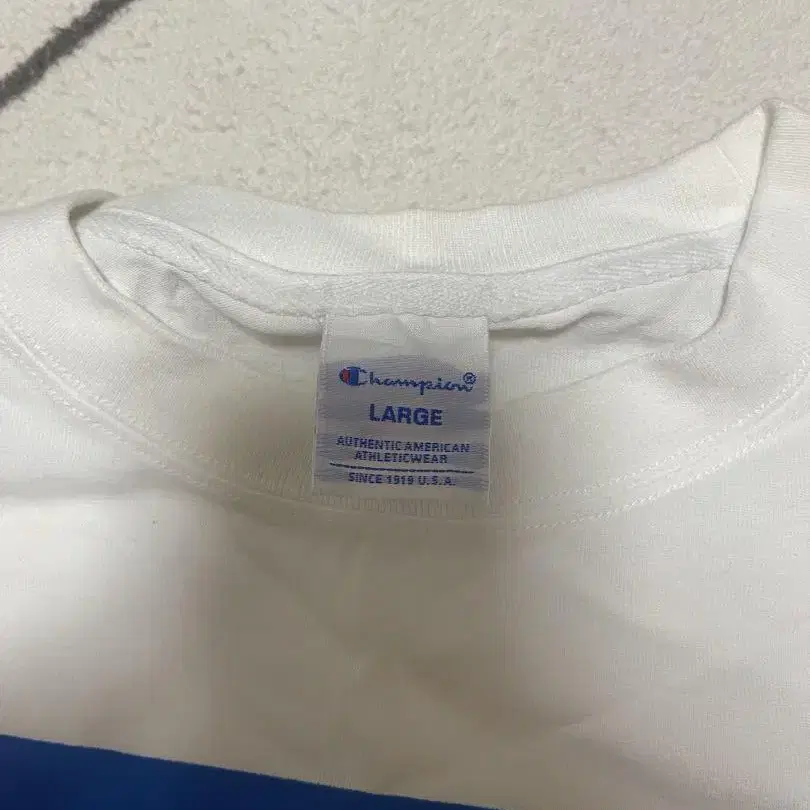 Champion®
LARGE
AUTHENTIC AMERICAN
ATHLETICWEAR
SINCE 1919 U.S.A.